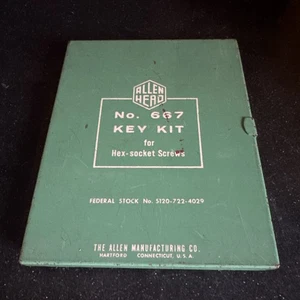 ALLEN
HEAD
No. 667
KEY KIT
for
Hex-socket Screws
FEDERAL STOCK No. 5120-722-4029
THE ALLEN MANUFACTURING CO.
HARTFORD CONNECTICUT, U.S.A.